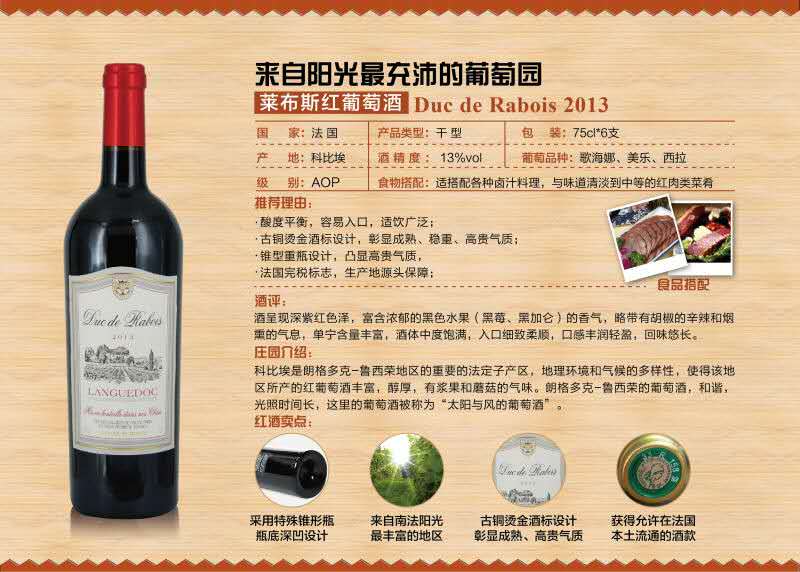 来自阳光最充沛的葡萄园
莱布斯红葡萄酒 Duc de Rabois 2013
国 家：法国 产品类型：干型 包 装：75cl*6支
产 地：科比埃 酒精度：13%vol 葡萄品种：歌海娜、美乐、西拉
级 别：AOP 食物搭配：适搭配各种卤汁料理，与味道清淡到中等的红肉类菜肴
推荐理由：
·酸度平衡，容易入口，适饮广泛；
·古铜烫金酒标设计，彰显成熟、稳重、高贵气质；
·锥型重瓶设计，凸显高贵气质，
·法国完税标志，生产地源头保障；
食品搭配
酒评：
酒呈现深紫红色泽，富含浓郁的黑色水果（黑莓、黑加仑）的香气，略带有胡椒的辛辣和烟
熏的气息，单宁含量丰富，酒体中度饱满，入口细致柔顺，口感丰润轻盈，回味悠长。
庄园介绍：
科比埃是朗格多克-鲁西荣地区的重要的法定子产区，地理环境和气候的多样性，使得该地
区所产的红葡萄酒丰富，醇厚，有浆果和蘑菇的气味。朗格多克-鲁西荣的葡萄酒，和谐，
光照时间长，这里的葡萄酒被称为“太阳与风的葡萄酒”。
红酒卖点：
采用特殊锥形瓶
瓶底深凹设计
来自南法阳光
最丰富的地区
古铜烫金酒标设计
彰显成熟、高贵气质
获得允许在法国
本土流通的酒款
Duc de Rabois
2013
LANGUEDOC
Duc de Rabois